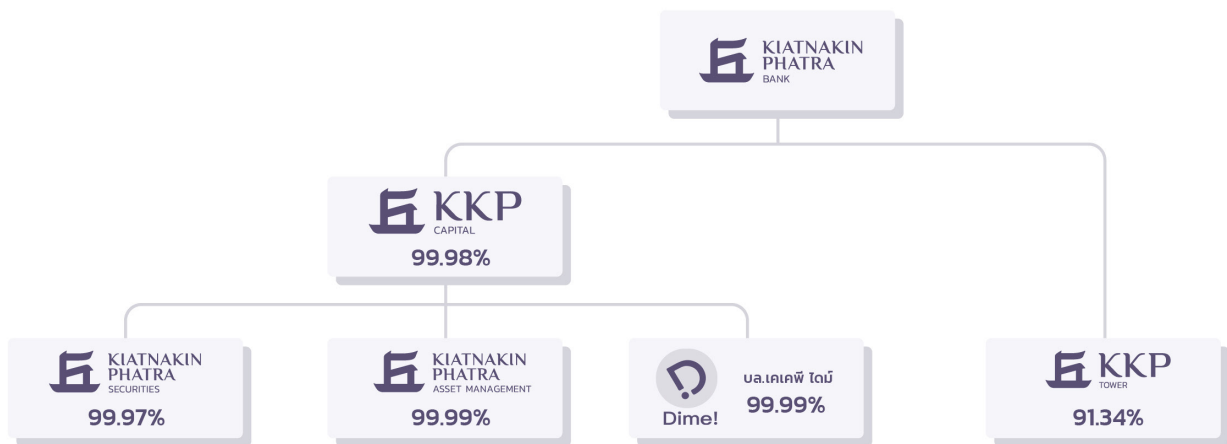 KIATNAKIN
PHATRA
BANK
KKP
CAPITAL
99.98%
KIATNAKIN
PHATRA
SECURITIES
99.97%
KIATNAKIN
PHATRA
ASSET MANAGEMENT
99.99%
Dime!
บล.เคเคพี ไดม์
99.99%
KKP
TOWER
91.34%